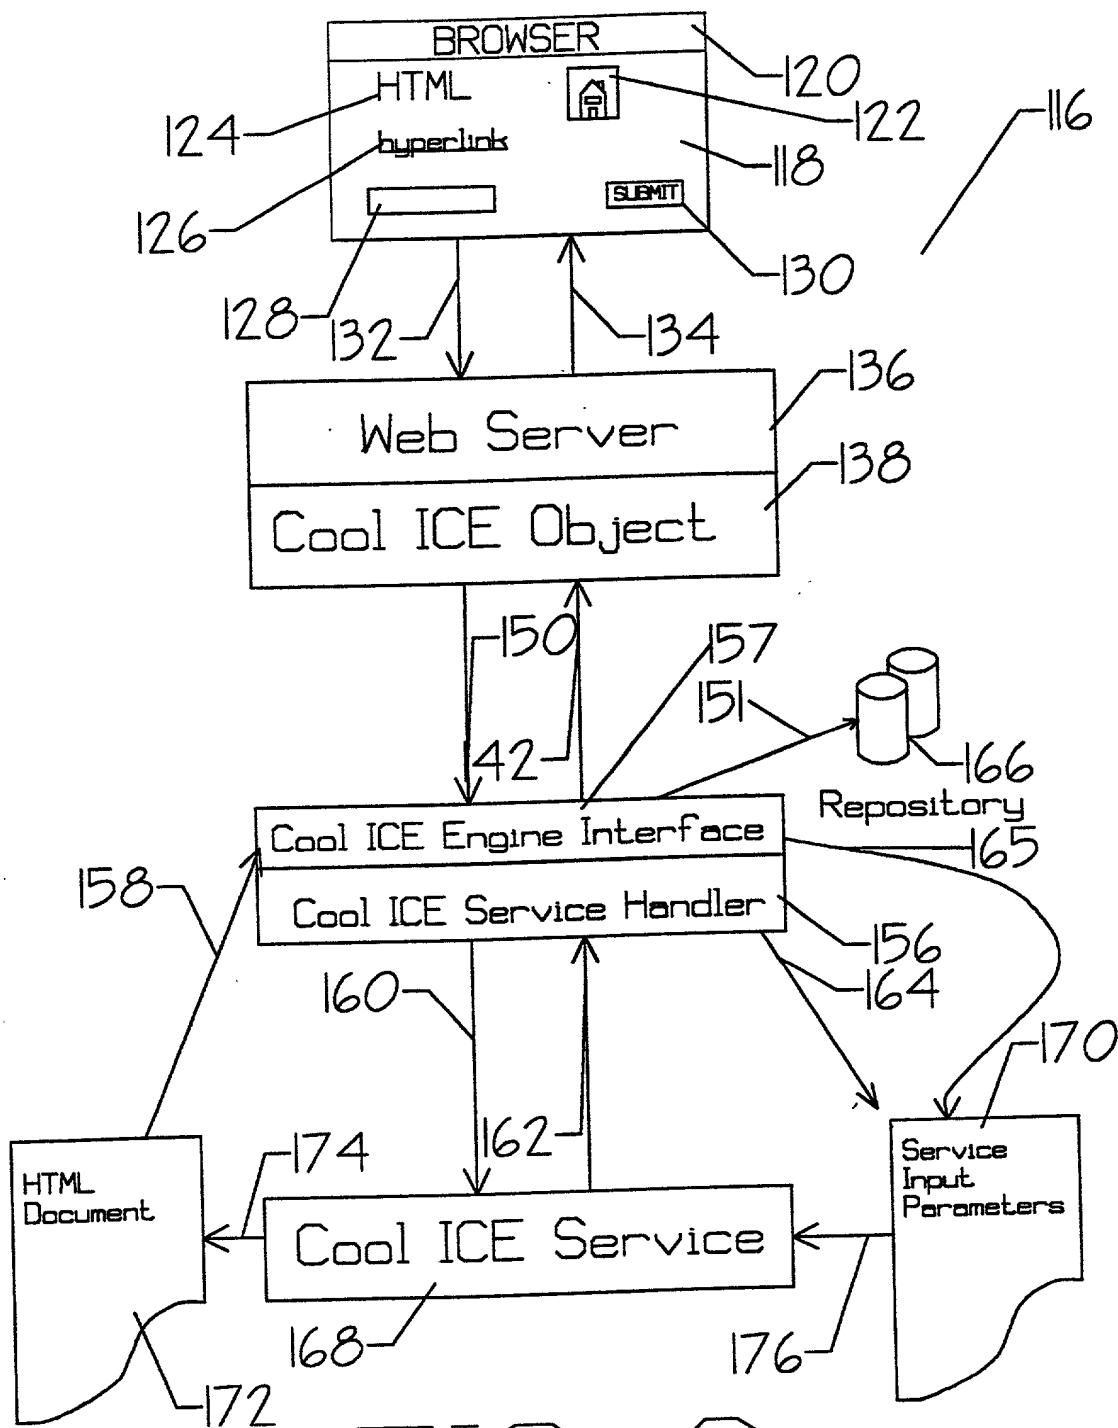 BROWSER
120
HTML
124
122
116
hyperlink
118
126
SUBMIT
128
130
132
134
136
Web Server
138
Cool ICE Object
150
157
151
142
166
Repository
Cool ICE Engine Interface
165
158
Cool ICE Service Handler
156
160
164
170
162
174
HTML
Document
Service
Input
Parameters
Cool ICE Service
168
176
172